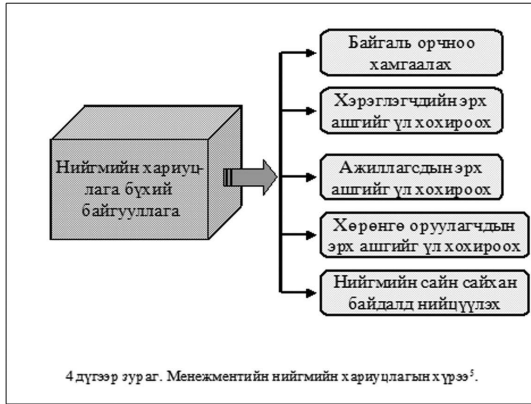 Байгаль орчноо
хамгаалах
Хэрэглэгчдийн эрх
ашгийг үл хохироох
Нийгмийн хариуц-
лага бүхий
байгууллага
Ажиллагсдын эрх
ашгийг үл хохироох
Хөрөнгө оруулагчдын
эрх ашгийг үл хохироох
Нийгмийн сайн сайхан
байдалд нийцүүлэх
4 дүгээр зураг. Менежментийн нийгмийн хариуцлагын хүрээ⁵.